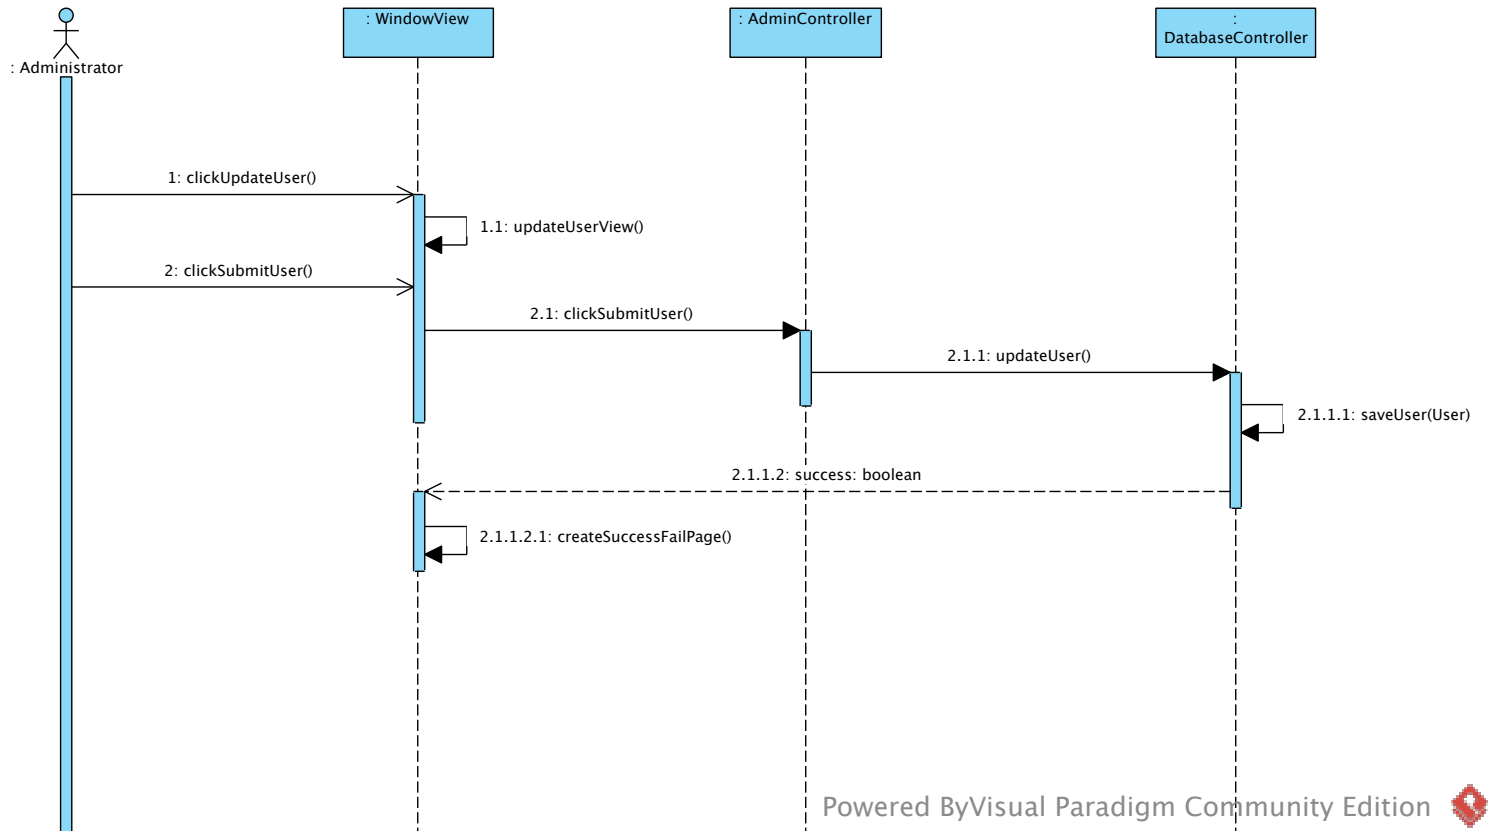 : Administrator
: WindowView
: AdminController
:
DatabaseController
1: clickUpdateUser()
1.1: updateUserView()
2: clickSubmitUser()
2.1: clickSubmitUser()
2.1.1: updateUser()
2.1.1.1: saveUser(User)
2.1.1.2: success: boolean
2.1.1.2.1: createSuccessFailPage()
Powered ByVisual Paradigm Community Edition